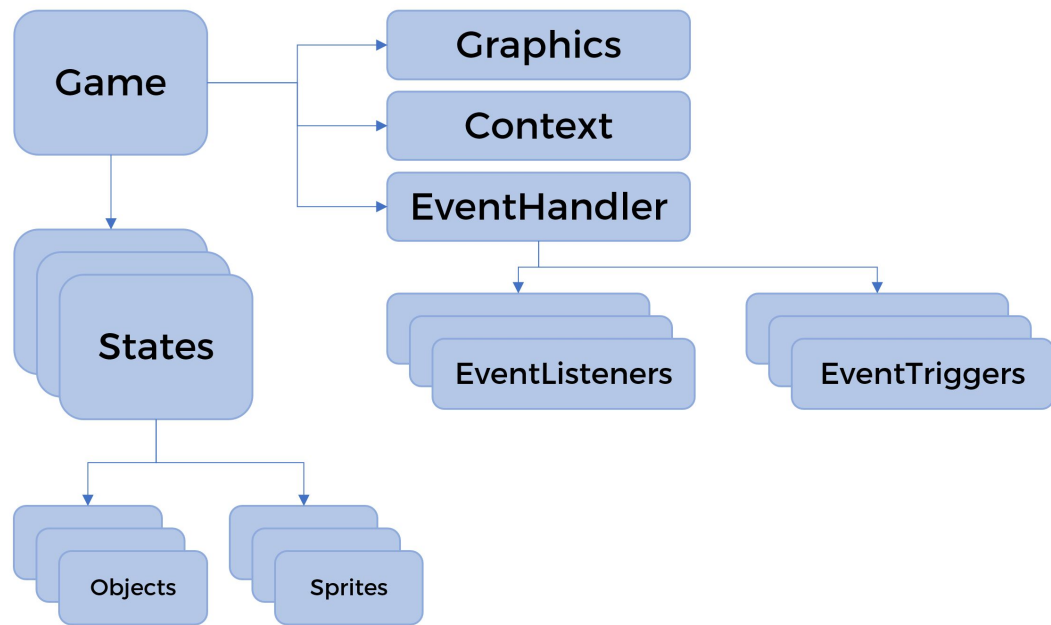 Game
Graphics
Context
EventHandler
States
EventListeners
EventTriggers
Objects
Sprites